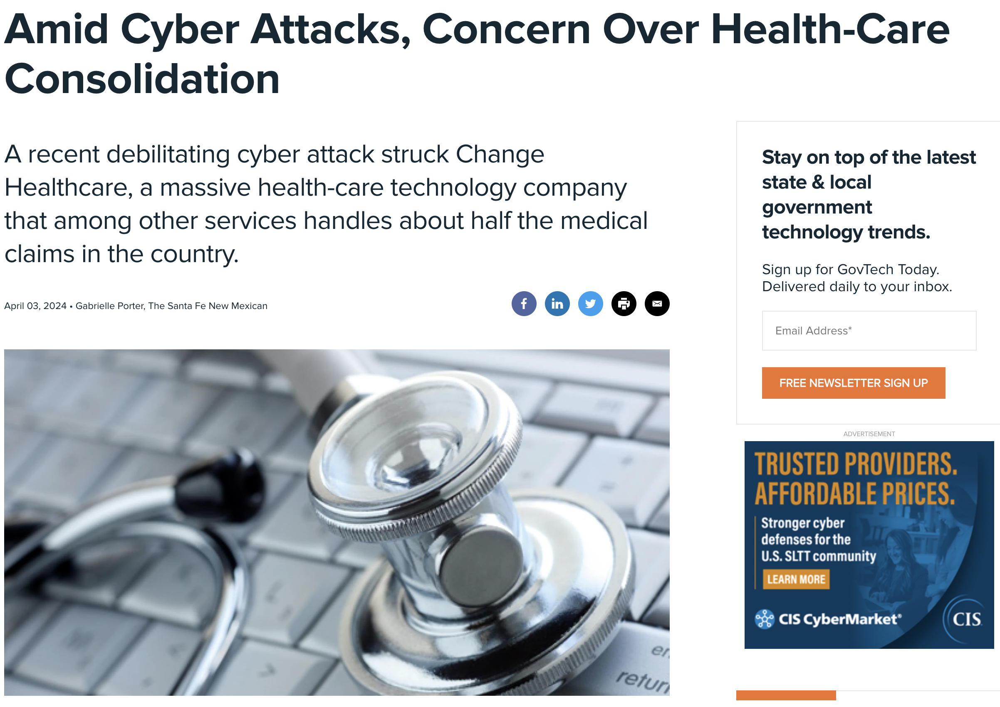 Amid Cyber Attacks, Concern Over Health-Care
Consolidation
A recent debilitating cyber attack struck Change
Healthcare, a massive health-care technology company
that among other services handles about half the medical
claims in the country.
April 03, 2024 • Gabrielle Porter, The Santa Fe New Mexican
f
in
return
Stay on top of the latest
state & local
government
technology trends.
Sign up for GovTech Today.
Delivered daily to your inbox.
Email Address*
FREE NEWSLETTER SIGN UP
ADVERTISEMENT
TRUSTED PROVIDERS.
AFFORDABLE PRICES.
Stronger cyber
defenses for the
U.S. SLTT community
LEARN MORE
CIS CyberMarket®
CIS.